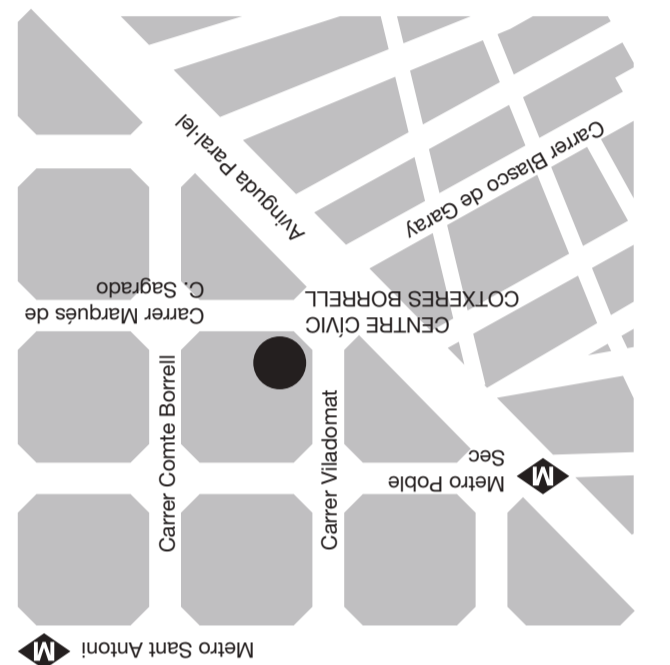 Metro Sant Antoni
M
M
Metro Poble
Sec
Carrer Viladomat
Carrer Comte Borrell
CENTRE CÍVIC
COTXERES BORRELL
Carrer Marqués de
C. Sagrado
Avinguda Paral·lel
Carrer Blasco de Garay